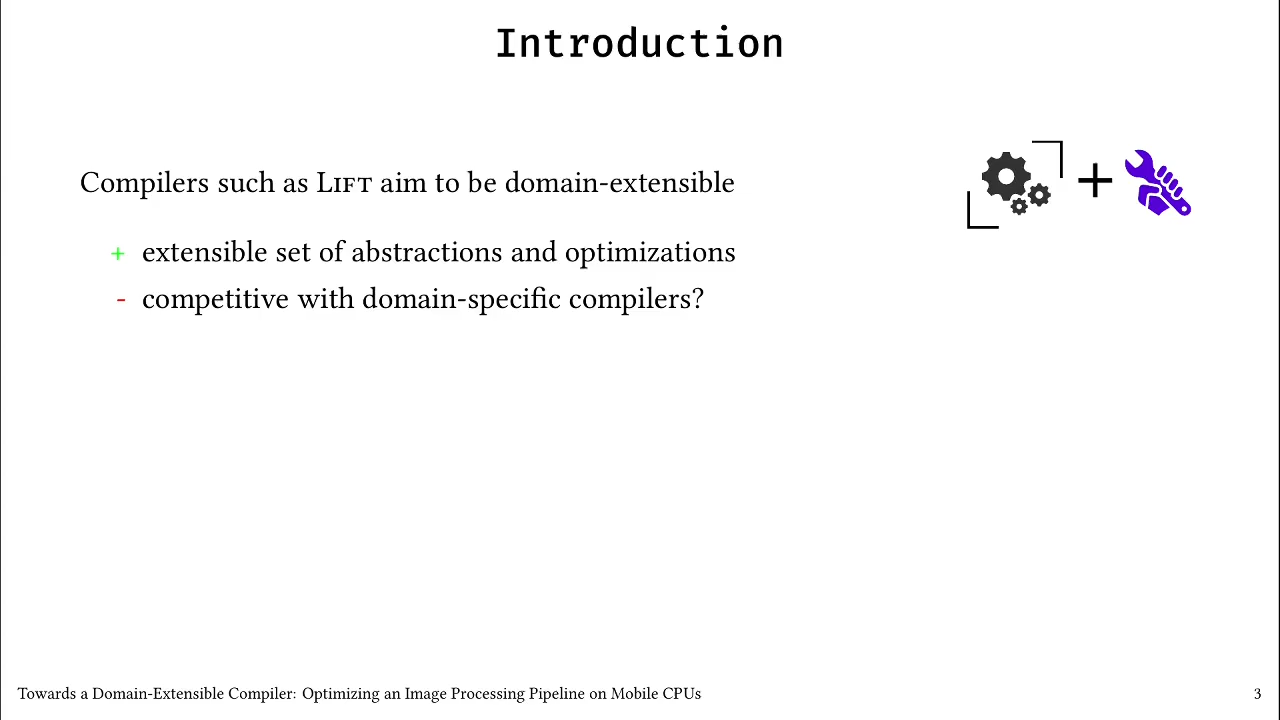 Introduction
Compilers such as LIFT aim to be domain-extensible
+ extensible set of abstractions and optimizations
- competitive with domain-specific compilers?
+
Towards a Domain-Extensible Compiler: Optimizing an Image Processing Pipeline on Mobile CPUs
3